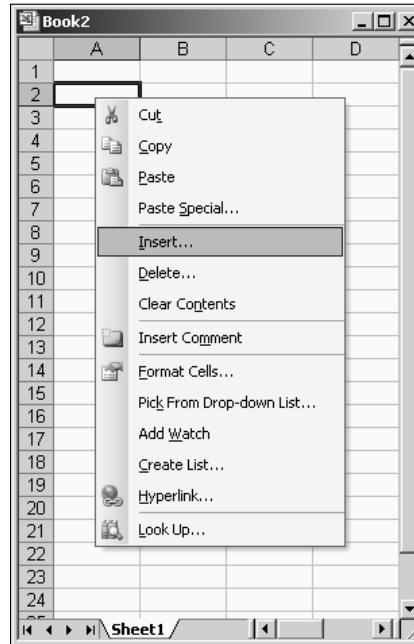 Book2
A B C D
1
2
3 Cut
4 Copy
5
6 Paste
7 Paste Special...
8
9 Insert...
10 Delete...
11 Clear Contents
12
13 Insert Comment
14 Format Cells...
15
16 Pick From Drop-down List...
17 Add Watch
18 Create List...
19
20 Hyperlink...
21 Look Up...
22
23
24
Sheet1